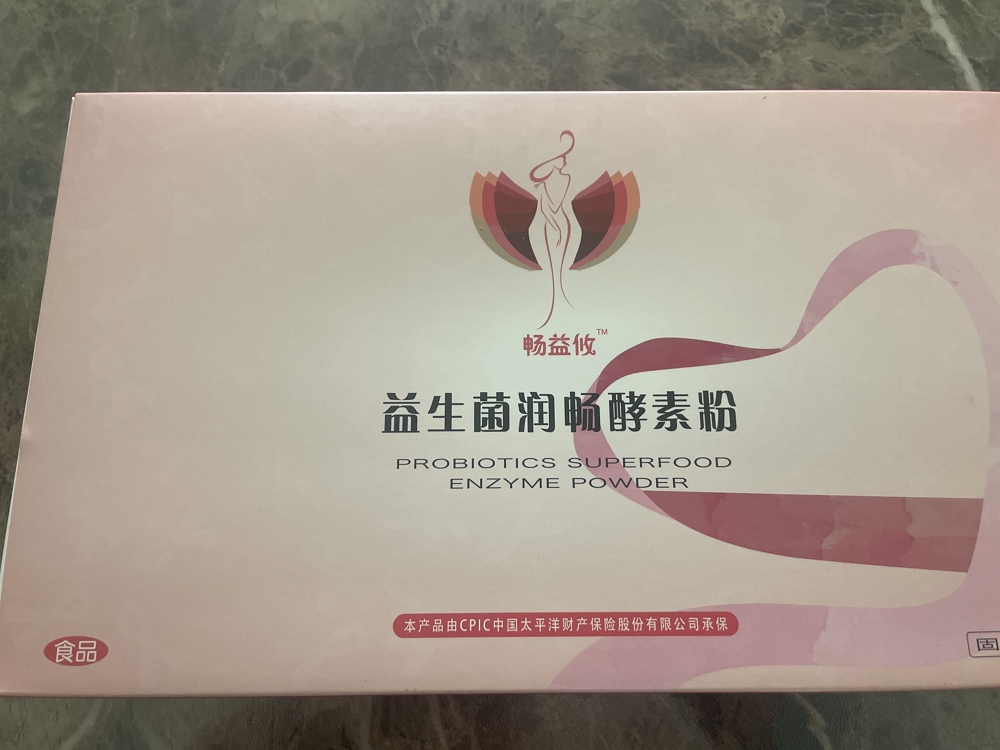 畅益攸™
益生菌润畅酵素粉
PROBIOTICS SUPERFOOD
ENZYME POWDER
本产品由CPIC中国太平洋财产保险股份有限公司承保
食品
固